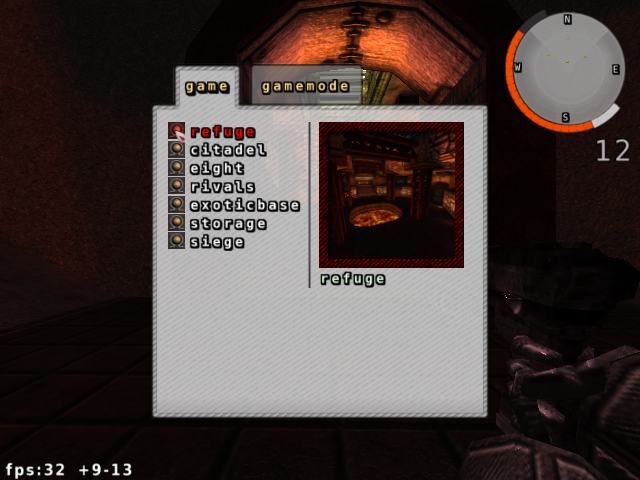 N
W
E
S
12
game
gamemode
refuge
citadel
eight
rivals
exoticbase
storage
siege
refuge
fps:32 +9-13